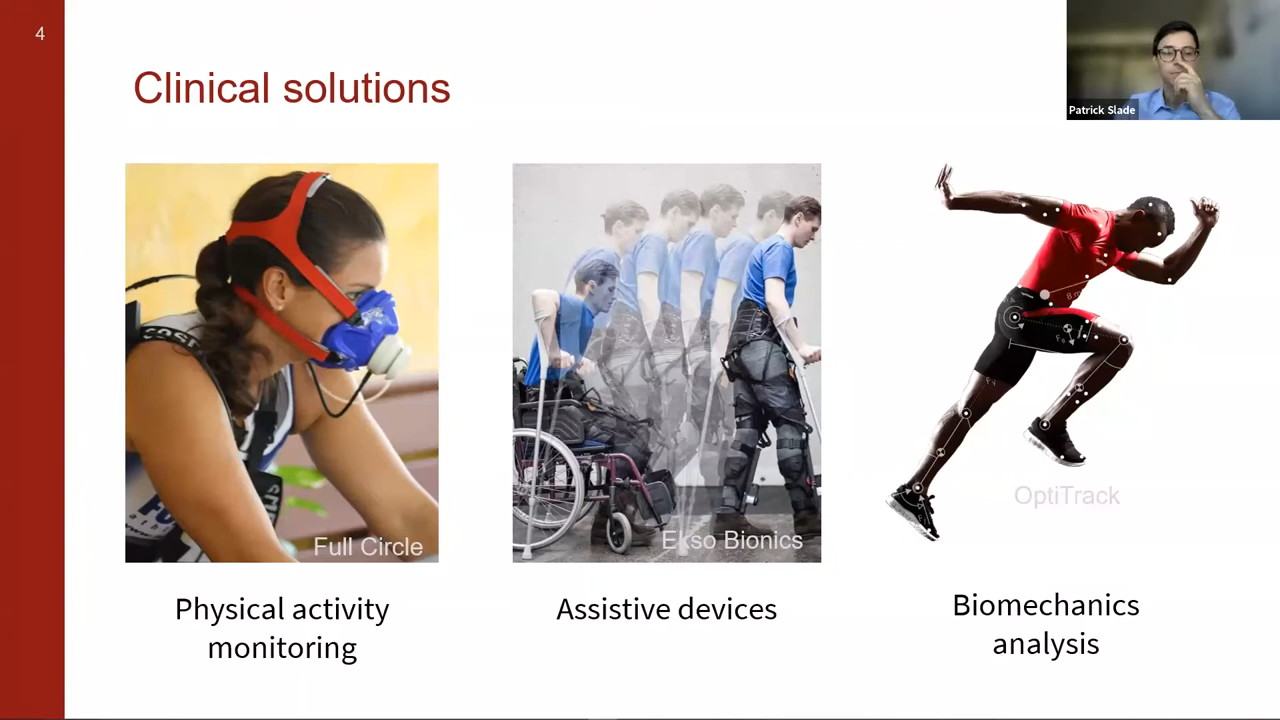 4
Clinical solutions
Patrick Slade
Full Circle
Ekso Bionics
OptiTrack
Physical activity
monitoring
Assistive devices
Biomechanics
analysis